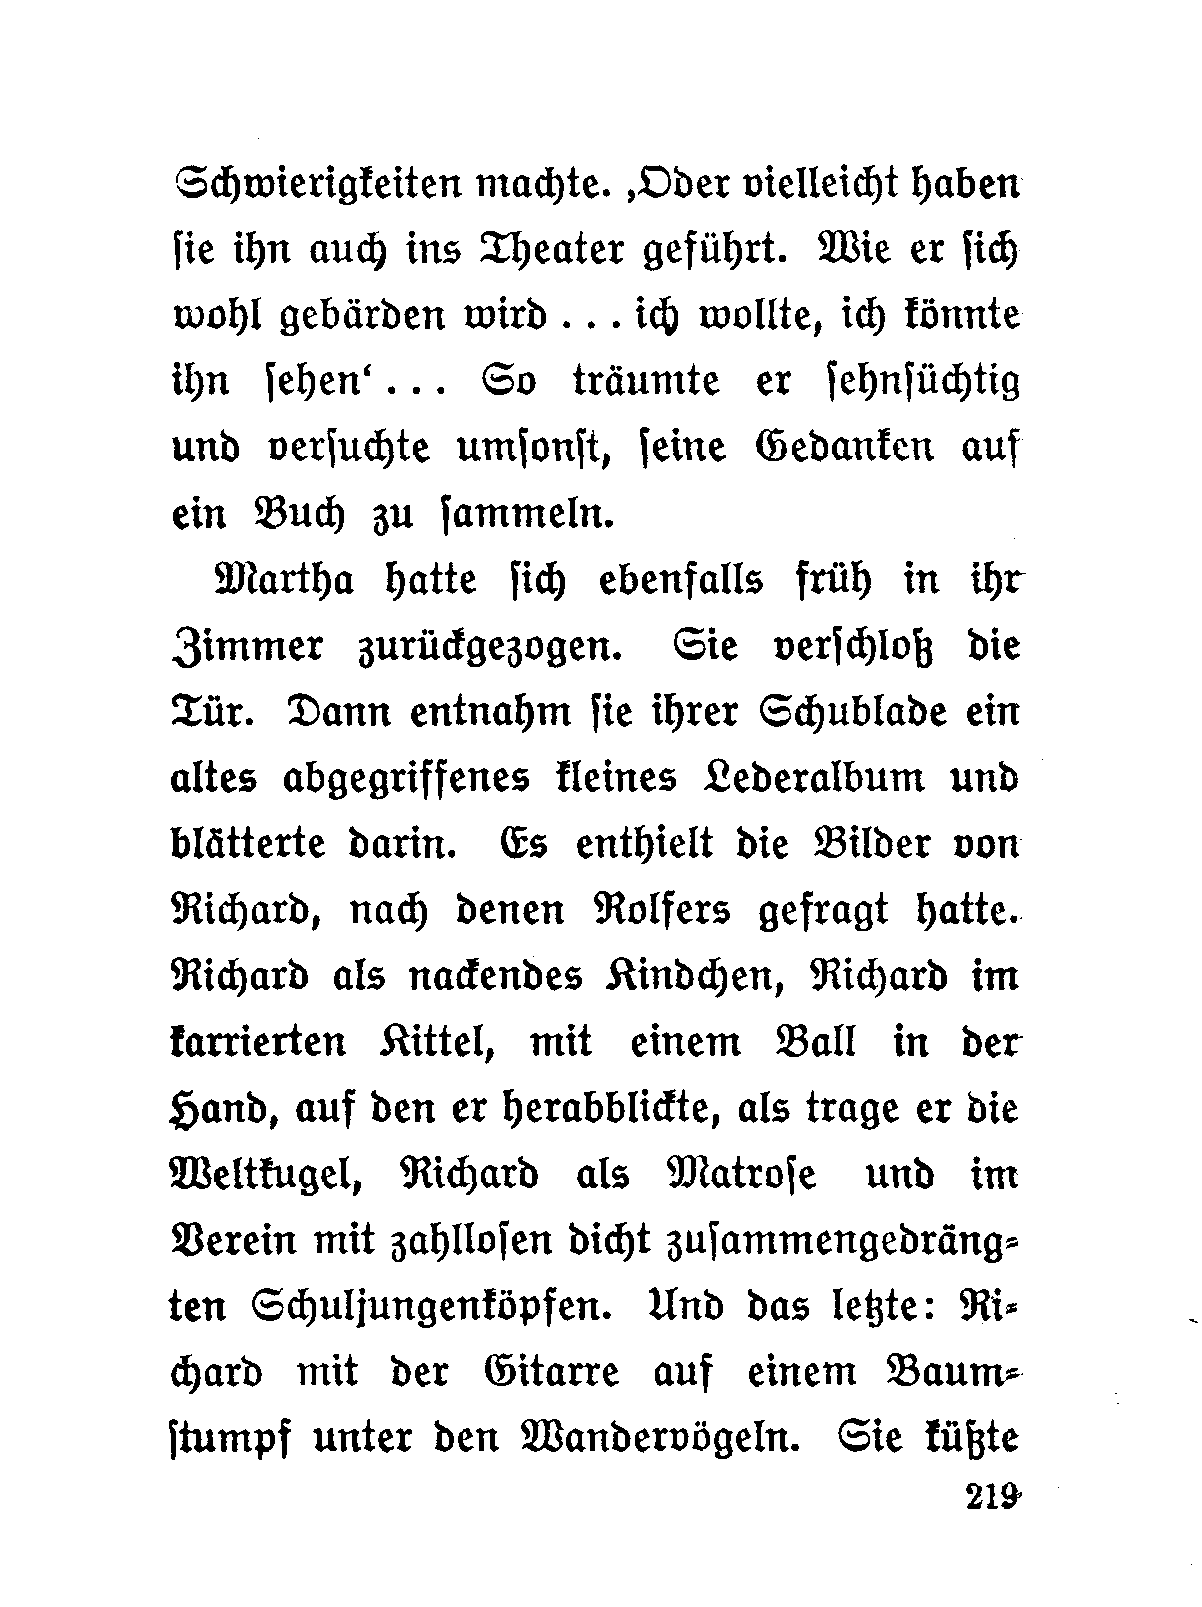 Schwierigkeiten machte. ‚Oder vielleicht haben
sie ihn auch ins Theater geführt. Wie er sich
wohl gebärden wird . . . ich wollte, ich könnte
ihn sehen‘ . . . So träumte er sehnsüchtig
und versuchte umsonst, seine Gedanken auf
ein Buch zu sammeln.
Martha hatte sich ebenfalls früh in ihr
Zimmer zurückgezogen. Sie verschloß die
Tür. Dann entnahm sie ihrer Schublade ein
altes abgegriffenes kleines Lederalbum und
blätterte darin. Es enthielt die Bilder von
Richard, nach denen Rolfers gefragt hatte.
Richard als nackendes Kindchen, Richard im
karrierten Kittel, mit einem Ball in der
Hand, auf den er herabblickte, als trage er die
Weltkugel, Richard als Matrose und im
Verein mit zahllosen dicht zusammengedräng-
ten Schuljungenköpfen. Und das letzte: Ri-
chard mit der Gitarre auf einem Baum-
stumpf unter den Wandervögeln. Sie küßte
219